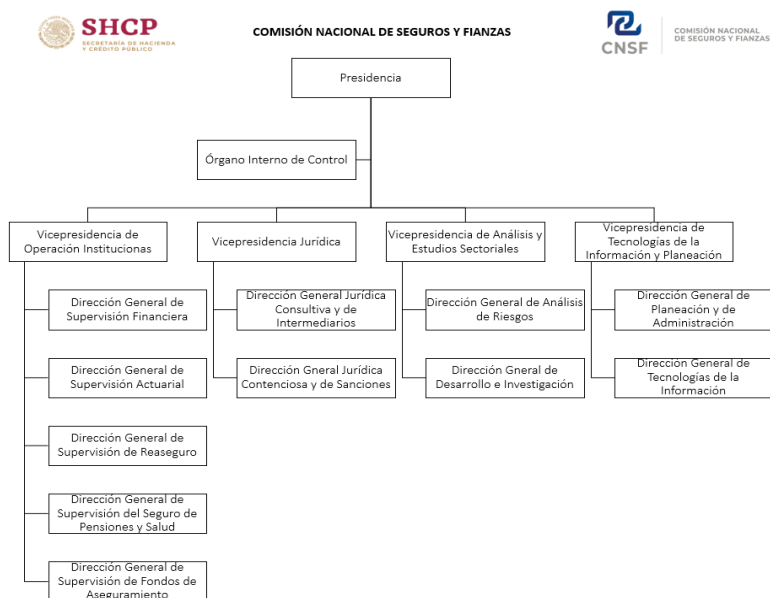 SHCP
SECRETARÍA DE HACIENDA
Y CRÉDITO PÚBLICO
COMISIÓN NACIONAL DE SEGUROS Y FIANZAS
CNSF
COMISIÓN NACIONAL
DE SEGUROS Y FIANZAS
Presidencia
Órgano Interno de Control
Vicepresidencia de
Operación Institucionas
Vicepresidencia Jurídica
Vicepresidencia de Análisis y
Estudios Sectoriales
Vicepresidencia de
Tecnologías de la
Información y Planeación
Dirección General de
Supervisión Financiera
Dirección General Jurídica
Consultiva y de
Intermediarios
Dirección General de Análisis
de Riesgos
Dirección General de
Planeación y de
Administración
Dirección General de
Supervisión Actuarial
Dirección Gneral Jurídica
Contenciosa y de Sanciones
Dirección Gneral de
Desarrollo e Investigación
Dirección General de
Tecnologías de la
Información
Dirección General de
Supervisión de Reaseguro
Dirección General de
Supervisión del Seguro de
Pensiones y Salud
Dirección General de
Supervisión de Fondos de
Aseguramiento